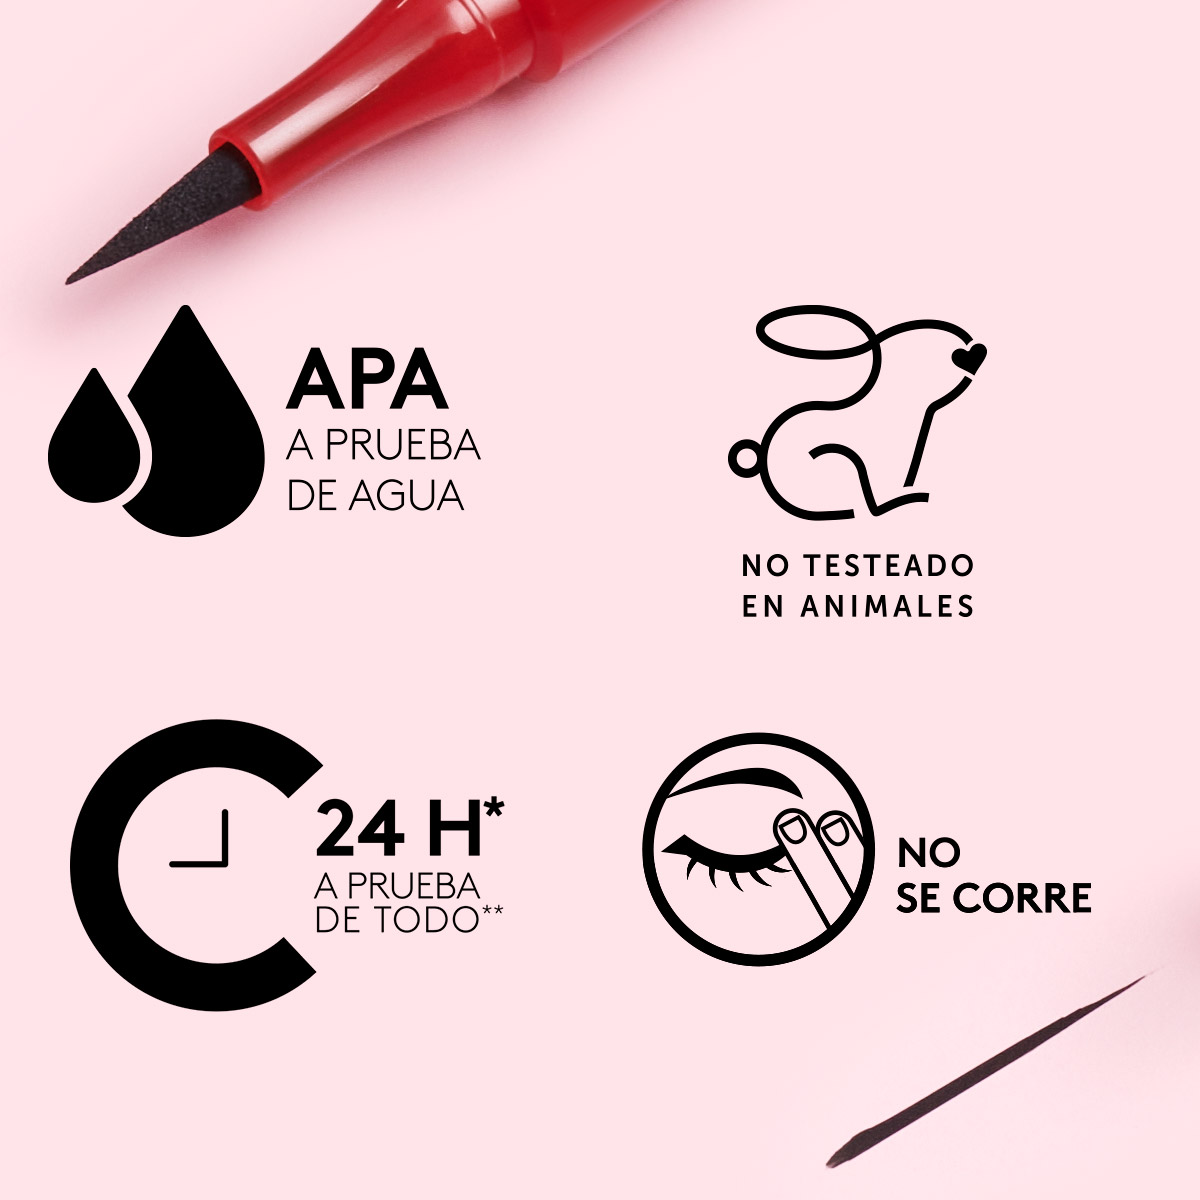 APA
A PRUEBA
DE AGUA
NO TESTEADO
EN ANIMALES
24 H*
A PRUEBA
DE TODO**
NO
SE CORRE